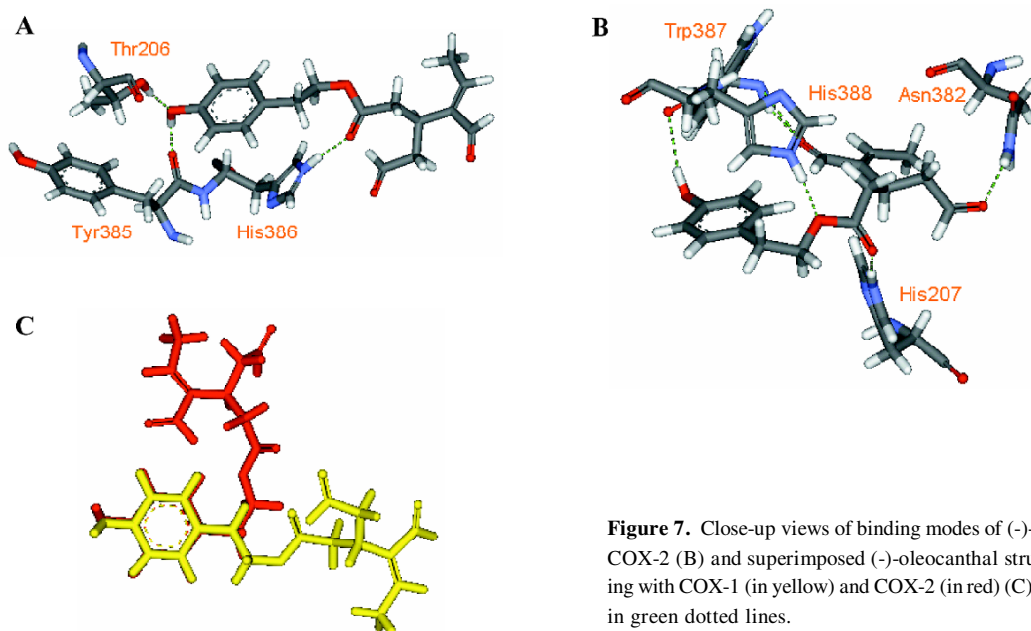 A
Thr206
Tyr385
His386
B
Trp387
His388
Asn382
His207
C
Figure 7. Close-up views of binding modes of (-)-
COX-2 (B) and superimposed (-)-oleocanthal stru
ing with COX-1 (in yellow) and COX-2 (in red) (C)
in green dotted lines.